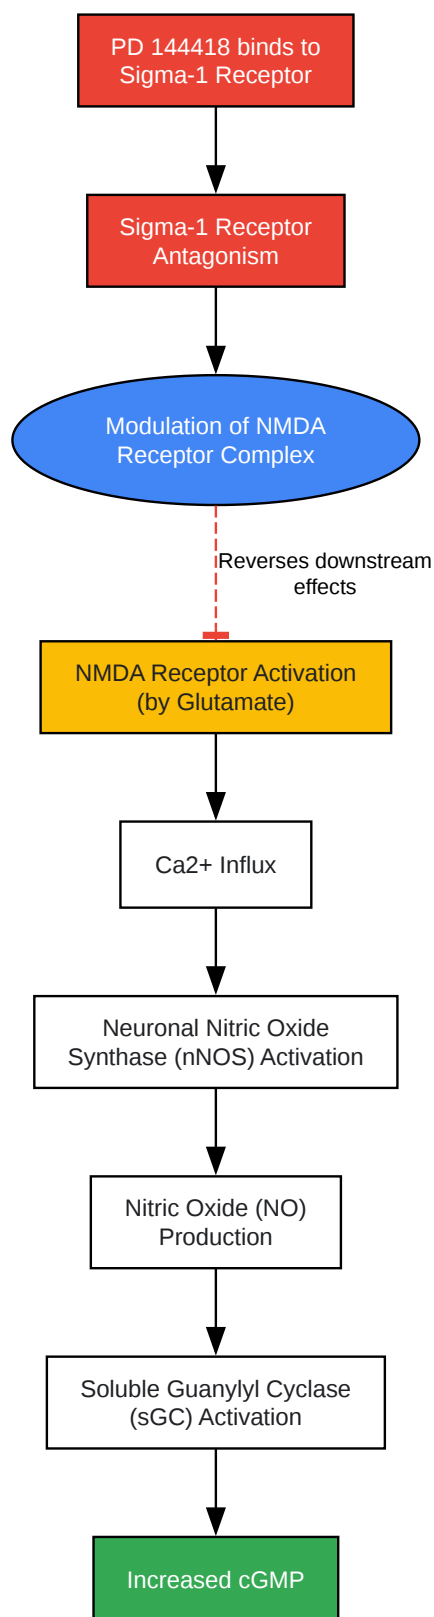 PD 144418 binds to
Sigma-1 Receptor
Sigma-1 Receptor
Antagonism
Modulation of NMDA
Receptor Complex
Reverses downstream
effects
NMDA Receptor Activation
(by Glutamate)
Ca2+ Influx
Neuronal Nitric Oxide
Synthase (nNOS) Activation
Nitric Oxide (NO)
Production
Soluble Guanylyl Cyclase
(sGC) Activation
Increased cGMP